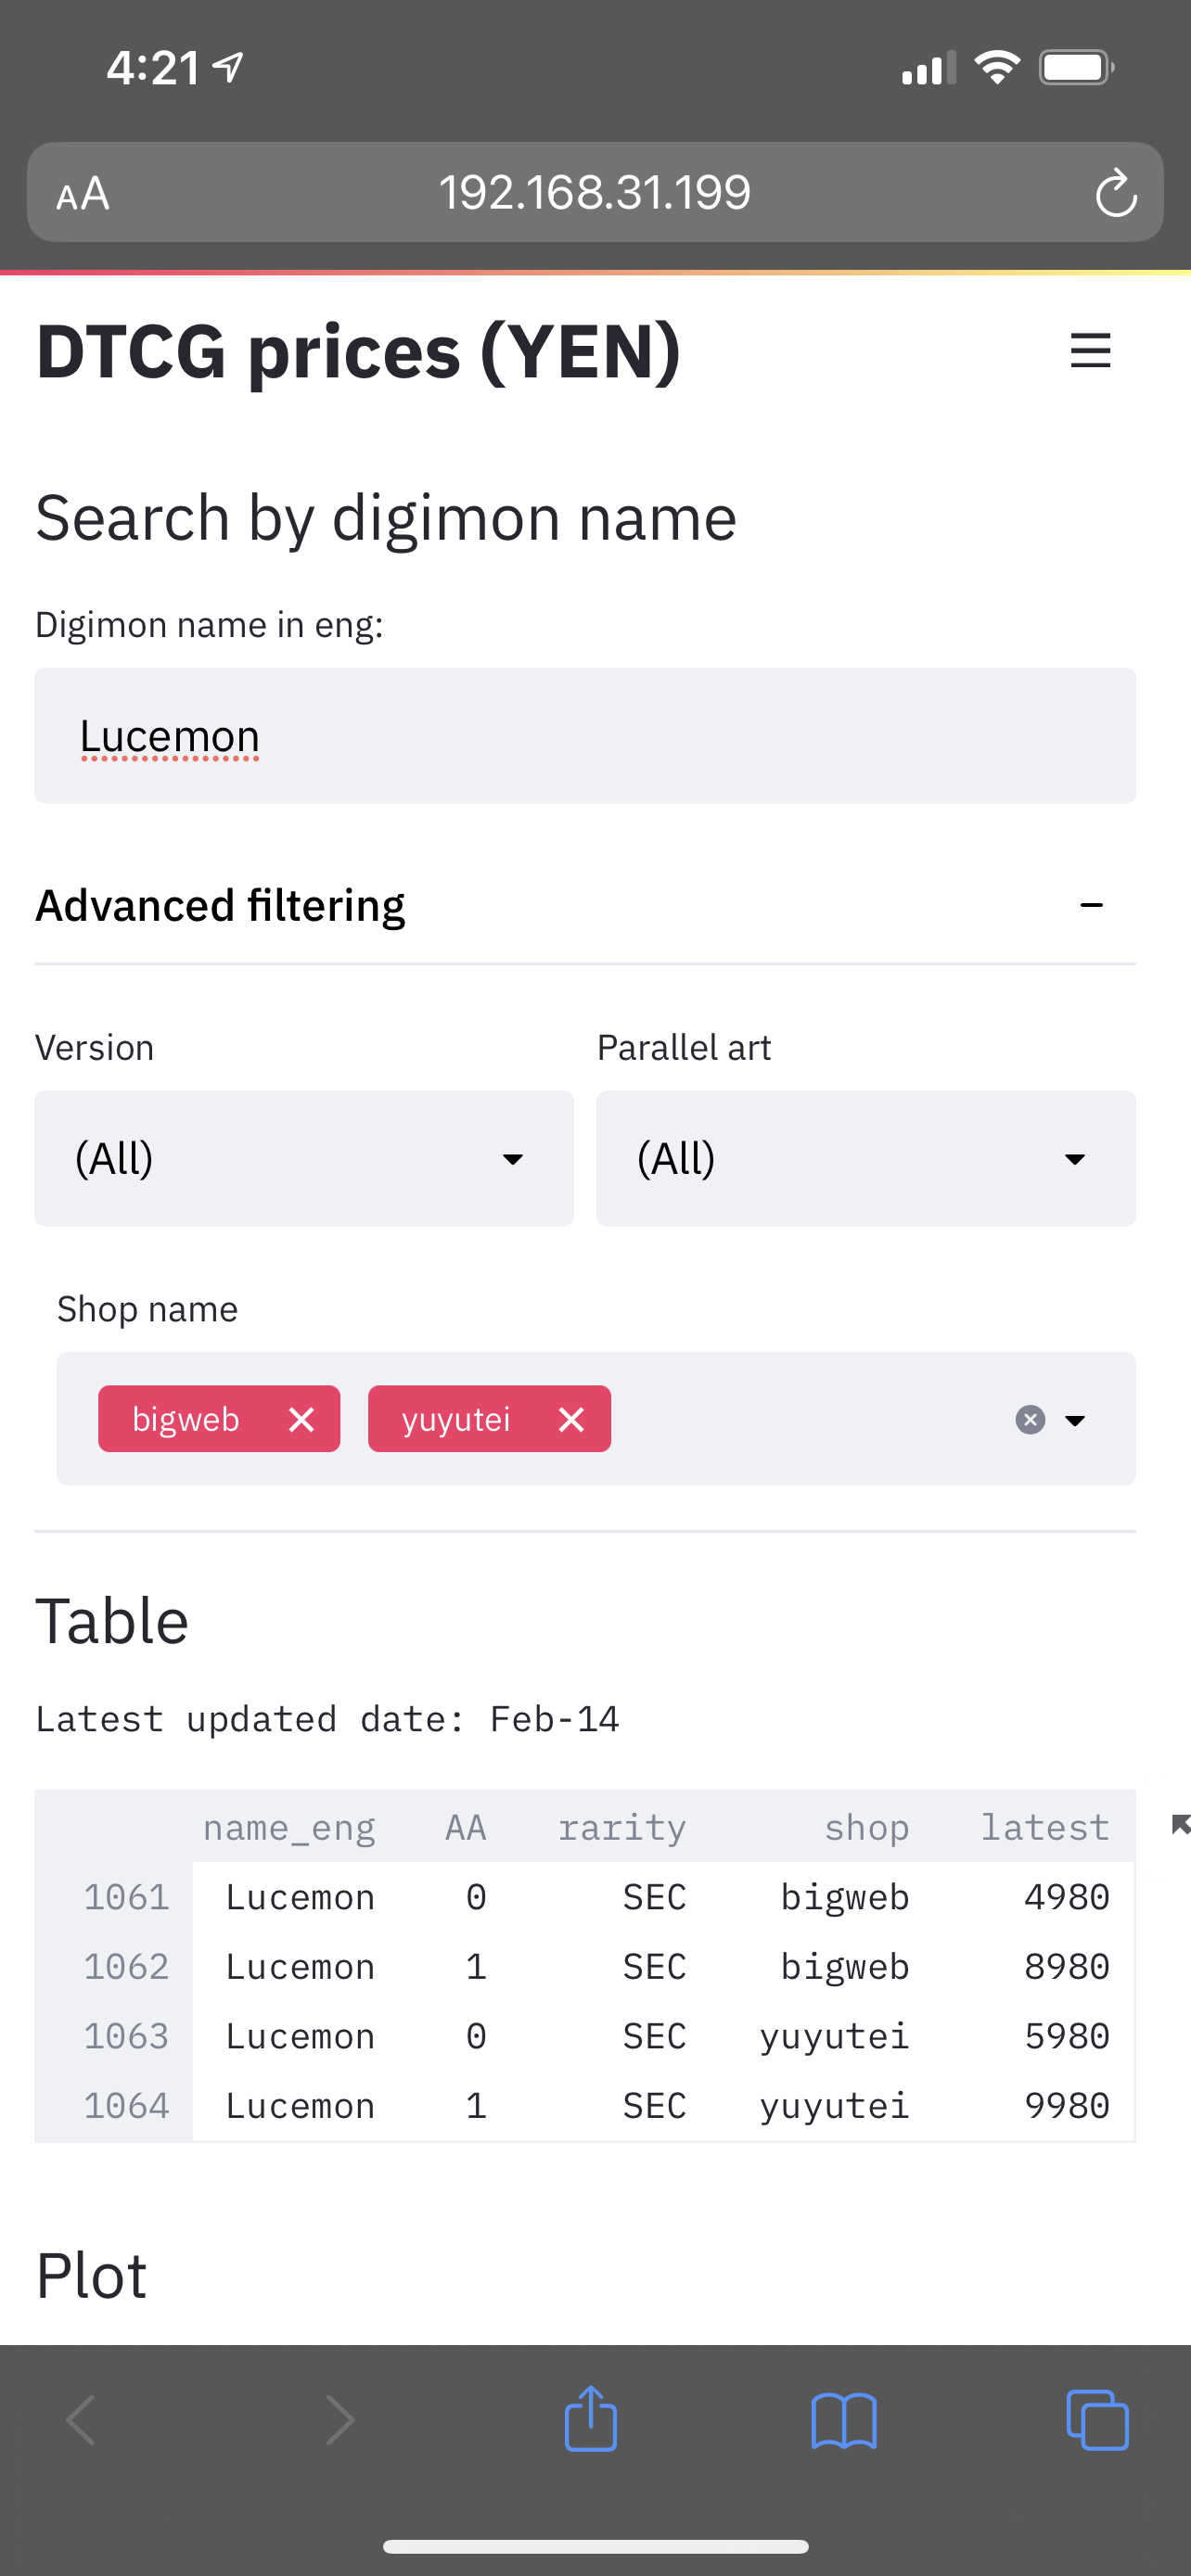 4:21
AA 192.168.31.199
DTCG prices (YEN)
Search by digimon name
Digimon name in eng:
Lucemon
Advanced filtering
Version Parallel art
(All) (All)
Shop name
bigweb yuyutei
Table
Latest updated date: Feb-14
name_eng AA rarity shop latest
1061 Lucemon 0 SEC bigweb 4980
1062 Lucemon 1 SEC bigweb 8980
1063 Lucemon 0 SEC yuyutei 5980
1064 Lucemon 1 SEC yuyutei 9980
Plot